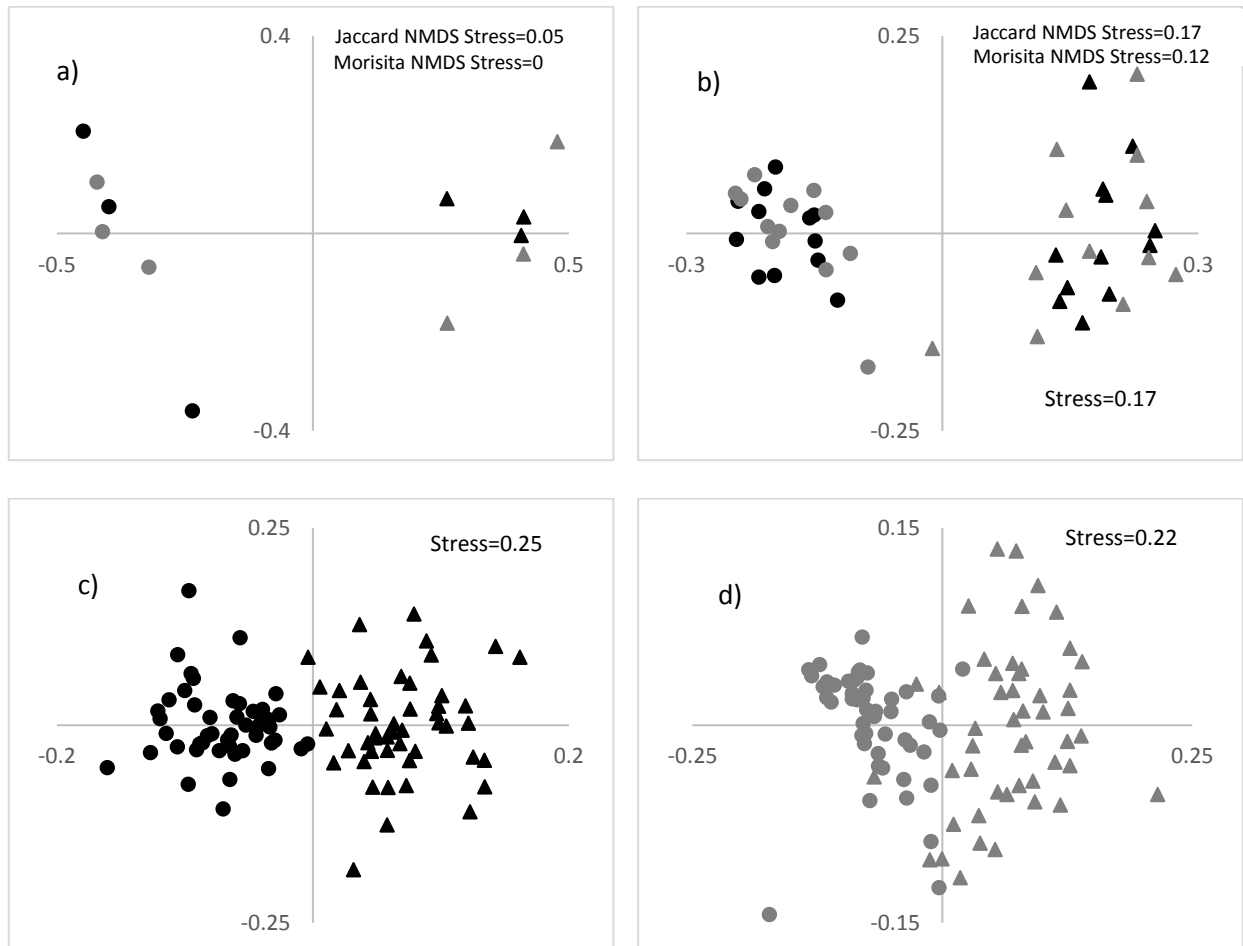 0.4
Jaccard NMDS Stress=0.05
Morisita NMDS Stress=0
a)
-0.5
0.5
-0.4
0.25
Jaccard NMDS Stress=0.17
Morisita NMDS Stress=0.12
b)
-0.3
0.3
Stress=0.17
-0.25
0.25
Stress=0.25
c)
-0.2
0.2
-0.25
0.15
Stress=0.22
d)
-0.25
0.25
-0.15